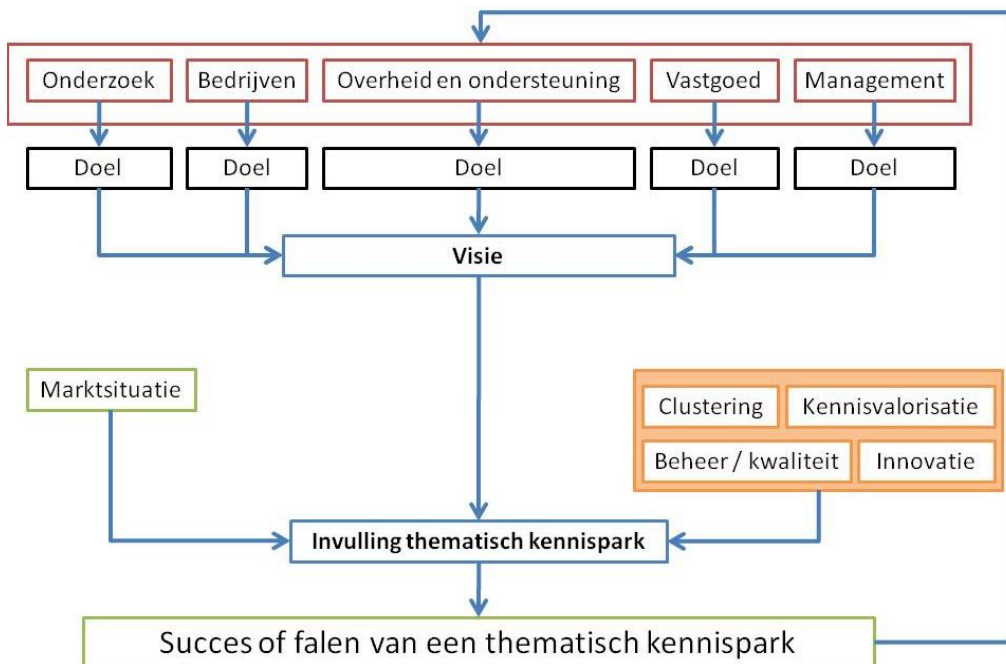 Onderzoek
Bedrijven
Overheid en ondersteuning
Vastgoed
Management
Doel
Doel
Doel
Doel
Doel
Visie
Marktsituatie
Clustering
Kennisvalorisatie
Beheer / kwaliteit
Innovatie
Invulling thematisch kennispark
Succes of falen van een thematisch kennispark